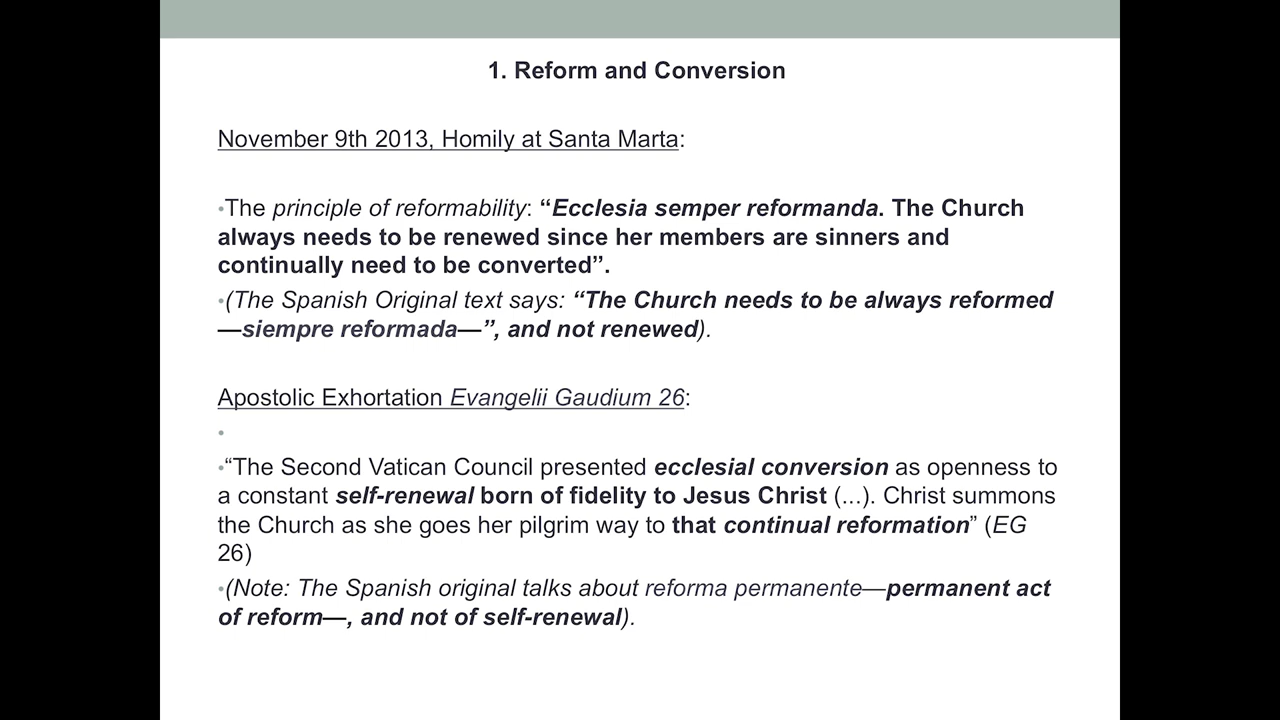 1. Reform and Conversion
November 9th 2013, Homily at Santa Marta:
•The principle of reformability: “Ecclesia semper reformanda. The Church
always needs to be renewed since her members are sinners and
continually need to be converted”.
•(The Spanish Original text says: “The Church needs to be always reformed
—siempre reformada—”, and not renewed).
Apostolic Exhortation Evangelii Gaudium 26:
•
•“The Second Vatican Council presented ecclesial conversion as openness to
a constant self-renewal born of fidelity to Jesus Christ (...). Christ summons
the Church as she goes her pilgrim way to that continual reformation” (EG
26)
•(Note: The Spanish original talks about reforma permanente—permanent act
of reform—, and not of self-renewal).